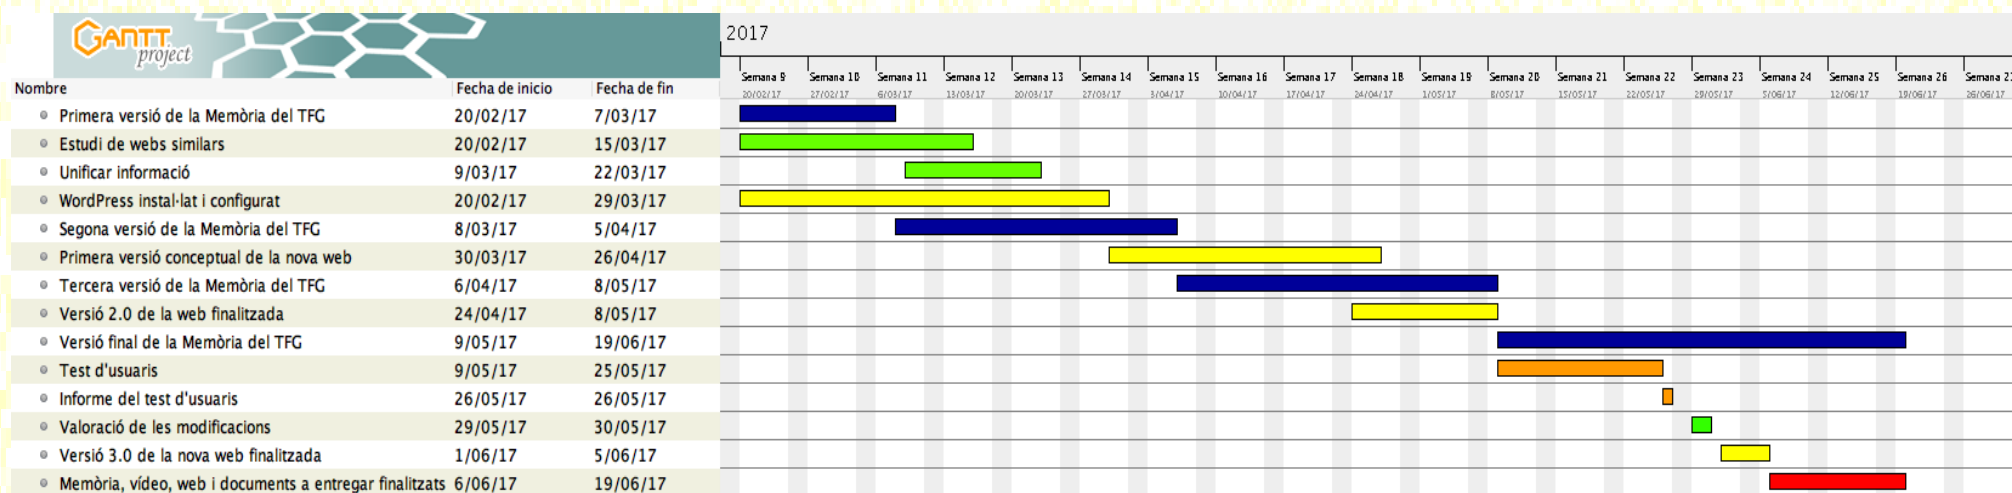 GANTT
project
2017
Semana 9 Semana 10 Semana 11 Semana 12 Semana 13 Semana 14 Semana 15 Semana 16 Semana 17 Semana 18 Semana 19 Semana 20 Semana 21 Semana 22 Semana 23 Semana 24 Semana 25 Semana 26 Semana
Nombre Fecha de inicio Fecha de fin
20/02/17 27/02/17 6/03/17 13/03/17 20/03/17 27/03/17 3/04/17 10/04/17 17/04/17 24/04/17 1/05/17 8/05/17 15/05/17 22/05/17 29/05/17 5/06/17 12/06/17 19/06/17 26/06/17
Primera versió de la Memòria del TFG 20/02/17 7/03/17
Estudi de webs similars 20/02/17 15/03/17
Unificar informació 9/03/17 22/03/17
WordPress instal·lat i configurat 20/02/17 29/03/17
Segona versió de la Memòria del TFG 8/03/17 5/04/17
Primera versió conceptual de la nova web 30/03/17 26/04/17
Tercera versió de la Memòria del TFG 6/04/17 8/05/17
Versió 2.0 de la web finalitzada 24/04/17 8/05/17
Versió final de la Memòria del TFG 9/05/17 19/06/17
Test d'usuaris 9/05/17 25/05/17
Informe del test d'usuaris 26/05/17 26/05/17
Valoració de les modificacions 29/05/17 30/05/17
Versió 3.0 de la nova web finalitzada 1/06/17 5/06/17
Memòria, vídeo, web i documents a entregar finalitzats 6/06/17 19/06/17